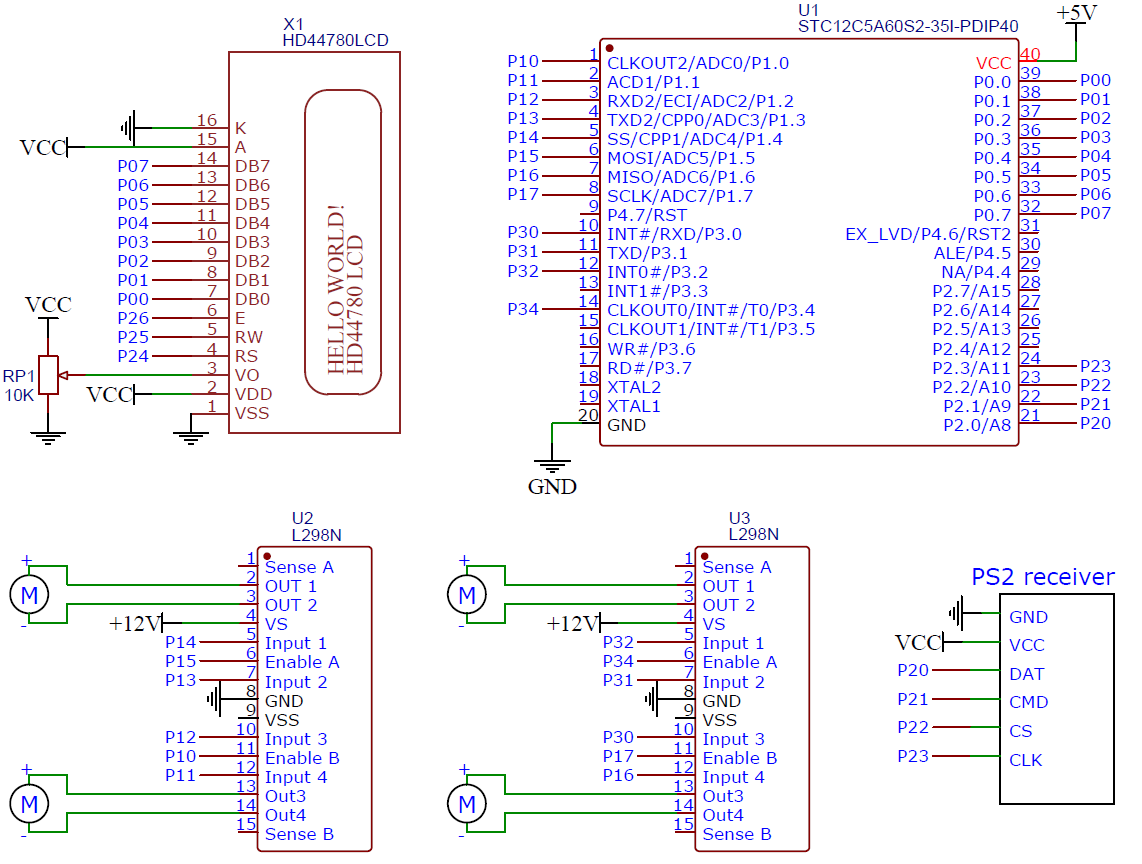 X1
HD44780LCD
16 K
VCC 15 A
P07 14 DB7
P06 13 DB6
P05 12 DB5
P04 11 DB4
P03 10 DB3
P02 9 DB2
P01 8 DB1
P00 7 DB0
P26 6 E
P25 5 RW
P24 4 RS
3 VO
VCC 2 VDD
1 VSS
VCC
RP1
10K
HELLO WORLD!
HD44780 LCD
U1
STC12C5A60S2-35I-PDIP40
+5V
P10 1 CLKOUT2/ADC0/P1.0
P11 2 ACD1/P1.1
P12 3 RXD2/ECI/ADC2/P1.2
P13 4 TXD2/CPP0/ADC3/P1.3
P14 5 SS/CPP1/ADC4/P1.4
P15 6 MOSI/ADC5/P1.5
P16 7 MISO/ADC6/P1.6
P17 8 SCLK/ADC7/P1.7
9 P4.7/RST
P30 10 INT#/RXD/P3.0
P31 11 TXD/P3.1
P32 12 INT0#/P3.2
13 INT1#/P3.3
P34 14 CLKOUT0/INT#/T0/P3.4
15 CLKOUT1/INT#/T1/P3.5
16 WR#/P3.6
17 RD#/P3.7
18 XTAL2
19 XTAL1
20 GND
GND
VCC 40
P0.0 39 P00
P0.1 38 P01
P0.2 37 P02
P0.3 36 P03
P0.4 35 P04
P0.5 34 P05
P0.6 33 P06
P0.7 32 P07
EX_LVD/P4.6/RST2 31
ALE/P4.5 30
NA/P4.4 29
P2.7/A15 28
P2.6/A14 27
P2.5/A13 26
P2.4/A12 25
P2.3/A11 24 P23
P2.2/A10 23 P22
P2.1/A9 22 P21
P2.0/A8 21 P20
U2
L298N
1 Sense A
2 OUT 1
3 OUT 2
+12V 4 VS
P14 5 Input 1
P15 6 Enable A
P13 7 Input 2
8 GND
9 VSS
P12 10 Input 3
P10 11 Enable B
P11 12 Input 4
13 Out3
14 Out4
15 Sense B
+
M
-
+
M
-
U3
L298N
1 Sense A
2 OUT 1
3 OUT 2
+12V 4 VS
P32 5 Input 1
P34 6 Enable A
P31 7 Input 2
8 GND
9 VSS
P30 10 Input 3
P17 11 Enable B
P16 12 Input 4
13 Out3
14 Out4
15 Sense B
+
M
-
+
M
-
PS2 receiver
GND
VCC VCC
P20 DAT
P21 CMD
P22 CS
P23 CLK